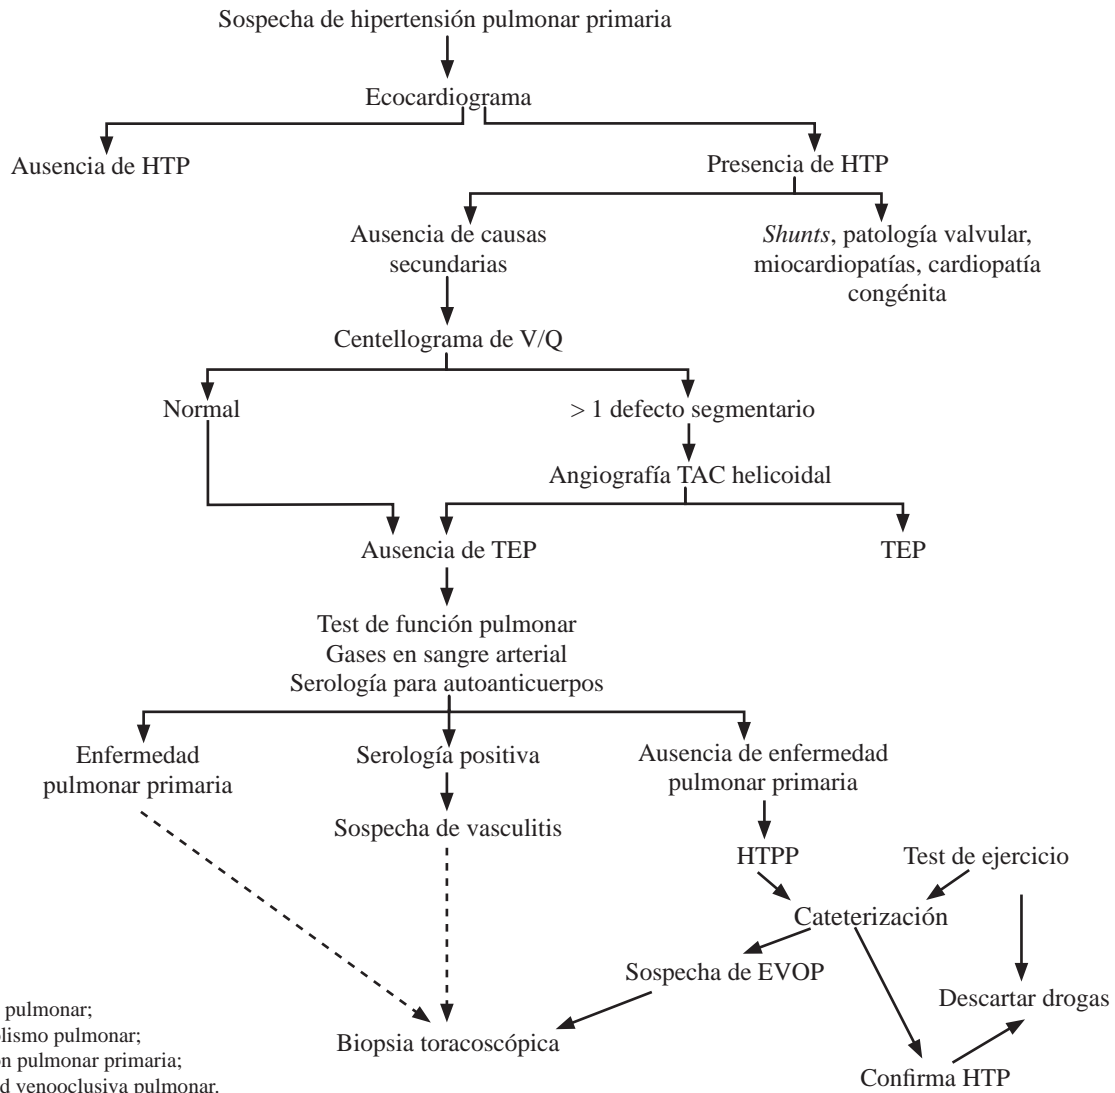 Sospecha de hipertensión pulmonar primaria
Ecocardiograma
Ausencia de HTP
Presencia de HTP
Ausencia de causas
secundarias
Shunts, patología valvular,
miocardiopatías, cardiopatía
congénita
Centellograma de V/Q
Normal
> 1 defecto segmentario
Angiografía TAC helicoidal
Ausencia de TEP
TEP
Test de función pulmonar
Gases en sangre arterial
Serología para autoanticuerpos
Enfermedad
pulmonar primaria
Serología positiva
Ausencia de enfermedad
pulmonar primaria
Sospecha de vasculitis
HTPP
Test de ejercicio
Cateterización
Sospecha de EVOP
Descartar drogas
Biopsia toracoscópica
Confirma HTP
pulmonar;
olismo pulmonar;
ón pulmonar primaria;
d venooclusiva pulmonar.